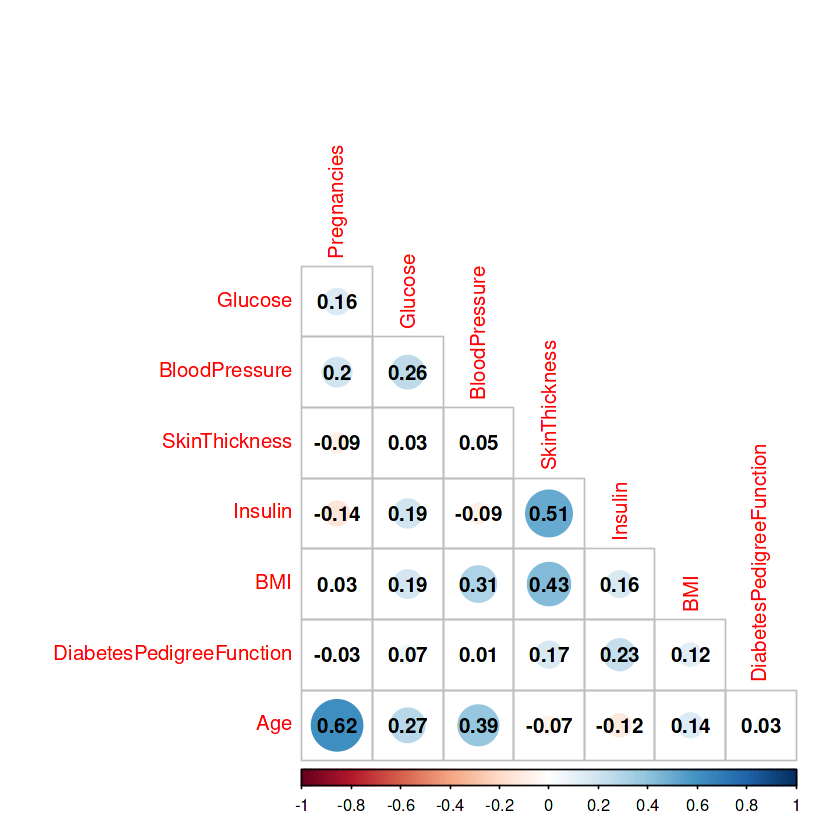 Pregnancies
Glucose
BloodPressure
SkinThickness
Insulin
BMI
DiabetesPedigreeFunction
Glucose 0.16
BloodPressure 0.2 0.26
SkinThickness -0.09 0.03 0.05
Insulin -0.14 0.19 -0.09 0.51
BMI 0.03 0.19 0.31 0.43 0.16
DiabetesPedigreeFunction -0.03 0.07 0.01 0.17 0.23 0.12
Age 0.62 0.27 0.39 -0.07 -0.12 0.14 0.03
-1 -0.8 -0.6 -0.4 -0.2 0 0.2 0.4 0.6 0.8 1